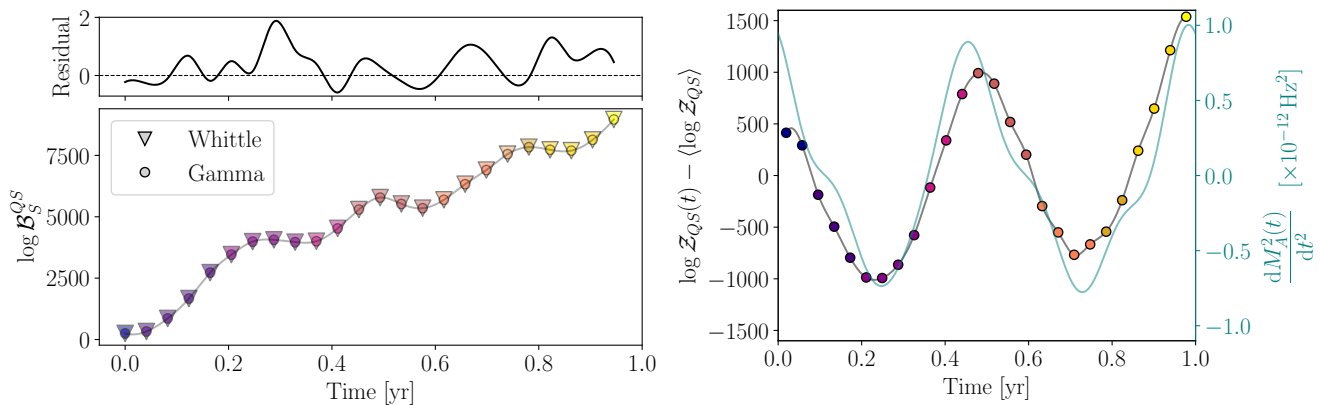 2
0
Residual
Whittle
Gamma
7500
5000
2500
0
log 𝓑_S^{QS}
0.0 0.2 0.4 0.6 0.8 1.0
Time [yr]
1500
1000
500
0
−500
−1000
−1500
log 𝒵_{QS}(t) − ⟨log 𝒵_{QS}⟩
0.0 0.2 0.4 0.6 0.8 1.0
Time [yr]
1.0
0.5
0.0
−0.5
−1.0
dM_A^2(t)/dt^2 [×10^{−12} Hz^2]